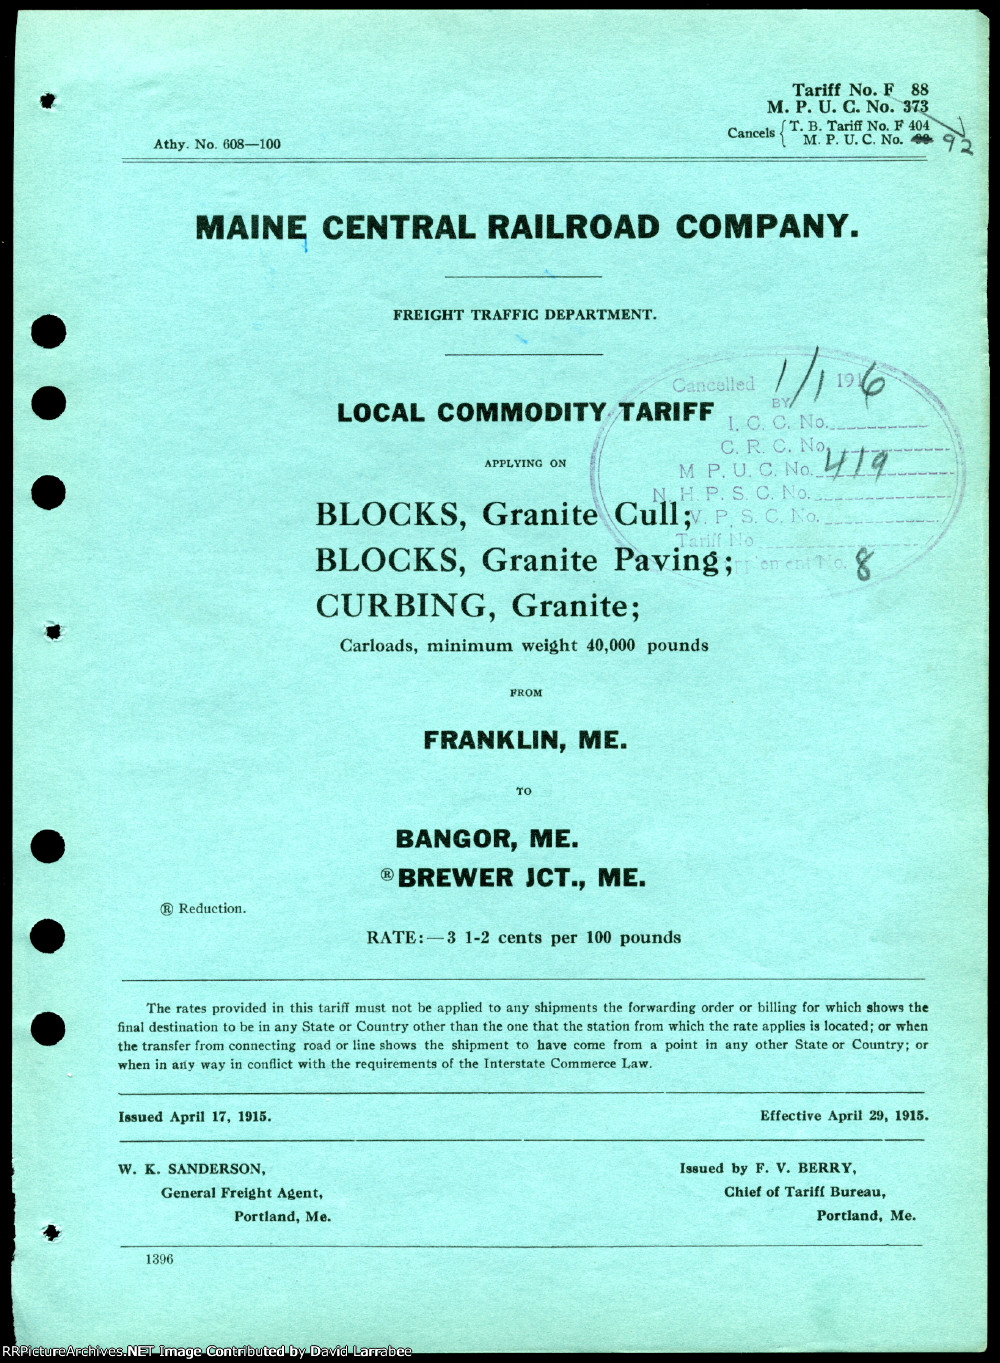 Tariff No. F 88
M. P. U. C. No. 373
Cancels { T. B. Tariff No. F 404
M. P. U. C. No. 92
Athy. No. 608—100
MAINE CENTRAL RAILROAD COMPANY.
FREIGHT TRAFFIC DEPARTMENT.
Cancelled 1/1 1916
BY
I. C. C. No.
C. R. C. No.
M. P. U. C. No. 419
N. H. P. S. C. No.
V. P. S. C. No.
Tariff No
Supplement No. 8
LOCAL COMMODITY TARIFF
APPLYING ON
BLOCKS, Granite Cull;
BLOCKS, Granite Paving;
CURBING, Granite;
Carloads, minimum weight 40,000 pounds
FROM
FRANKLIN, ME.
TO
BANGOR, ME.
Ⓡ BREWER JCT., ME.
Ⓡ Reduction.
RATE:—3 1-2 cents per 100 pounds
The rates provided in this tariff must not be applied to any shipments the forwarding order or billing for which shows the
final destination to be in any State or Country other than the one that the station from which the rate applies is located; or when
the transfer from connecting road or line shows the shipment to have come from a point in any other State or Country; or
when in any way in conflict with the requirements of the Interstate Commerce Law.
Issued April 17, 1915. Effective April 29, 1915.
W. K. SANDERSON,
General Freight Agent,
Portland, Me.
Issued by F. V. BERRY,
Chief of Tariff Bureau,
Portland, Me.
1396
RRPictureArchives.NET Image Contributed by David Larrabee